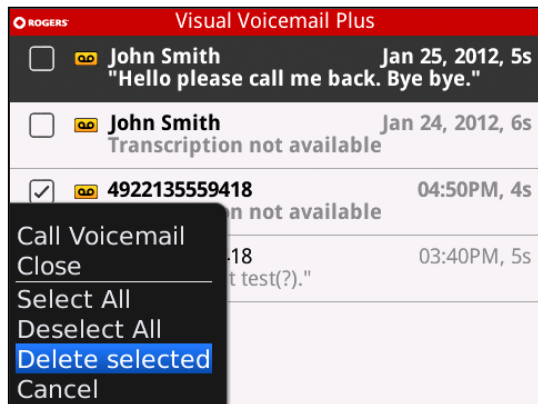 ROGERS Visual Voicemail Plus
John Smith Jan 25, 2012, 5s
"Hello please call me back. Bye bye."
John Smith Jan 24, 2012, 6s
Transcription not available
4922135559418 04:50PM, 4s
n not available
418 03:40PM, 5s
t test(?)."
Call Voicemail
Close
Select All
Deselect All
Delete selected
Cancel